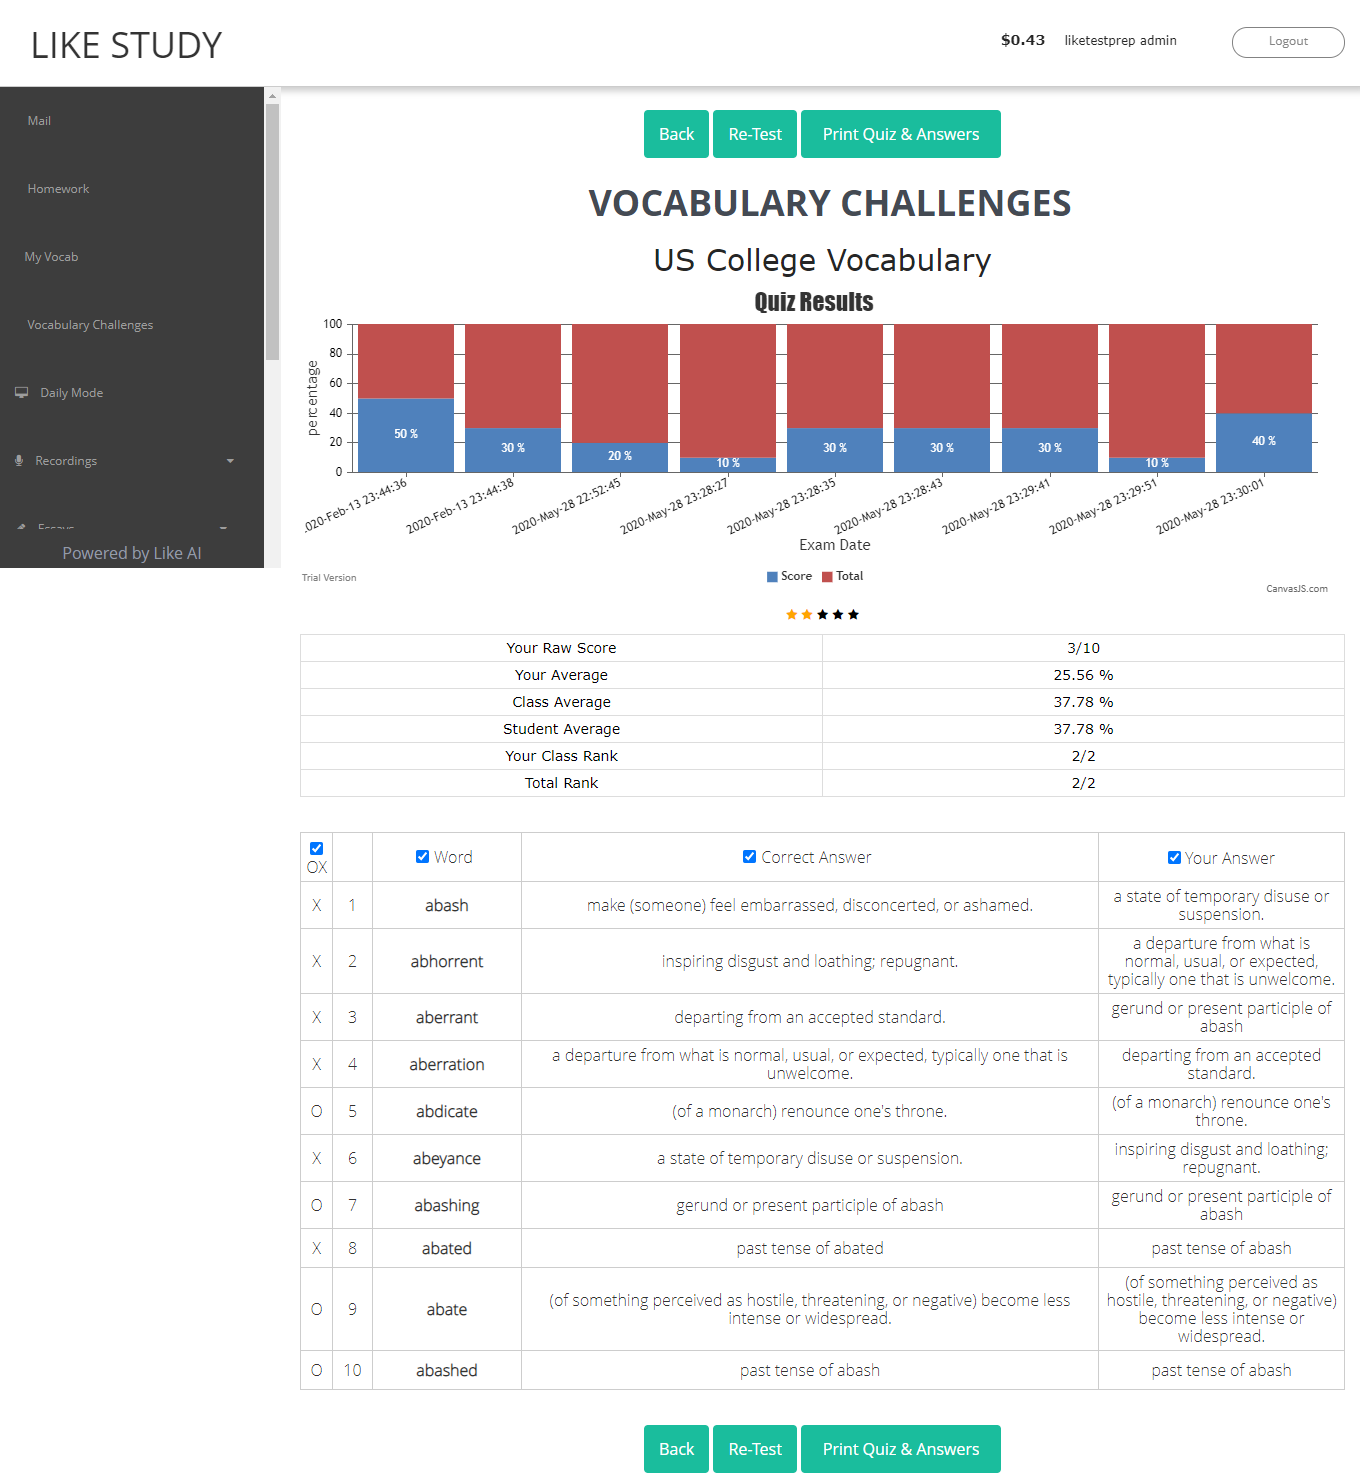 LIKE STUDY
$0.43 liketestprep admin Logout
Mail
Homework
My Vocab
Vocabulary Challenges
Daily Mode
Recordings
Essays
Powered by Like AI
Back Re-Test Print Quiz & Answers
VOCABULARY CHALLENGES
US College Vocabulary
Quiz Results
percentage
100
80
60
40
20
0
50 % 30 % 20 % 10 % 30 % 30 % 30 % 10 % 40 %
2020-Feb-13 23:44:36 2020-Feb-13 23:44:38 2020-May-28 22:52:45 2020-May-28 23:28:27 2020-May-28 23:28:35 2020-May-28 23:28:43 2020-May-28 23:29:41 2020-May-28 23:29:51 2020-May-28 23:30:01
Exam Date
Score Total
Trial Version
CanvasJS.com
Your Raw Score 3/10
Your Average 25.56 %
Class Average 37.78 %
Student Average 37.78 %
Your Class Rank 2/2
Total Rank 2/2
OX Word Correct Answer Your Answer
X 1 abash make (someone) feel embarrassed, disconcerted, or ashamed. a state of temporary disuse or
suspension.
X 2 abhorrent inspiring disgust and loathing; repugnant. a departure from what is
normal, usual, or expected,
typically one that is unwelcome.
X 3 aberrant departing from an accepted standard. gerund or present participle of
abash
X 4 aberration a departure from what is normal, usual, or expected, typically one that is
unwelcome. departing from an accepted
standard.
O 5 abdicate (of a monarch) renounce one's throne. (of a monarch) renounce one's
throne.
X 6 abeyance a state of temporary disuse or suspension. inspiring disgust and loathing;
repugnant.
O 7 abashing gerund or present participle of abash gerund or present participle of
abash
X 8 abated past tense of abated past tense of abash
O 9 abate (of something perceived as hostile, threatening, or negative) become less
intense or widespread. (of something perceived as
hostile, threatening, or negative)
become less intense or
widespread.
O 10 abashed past tense of abash past tense of abash
Back Re-Test Print Quiz & Answers